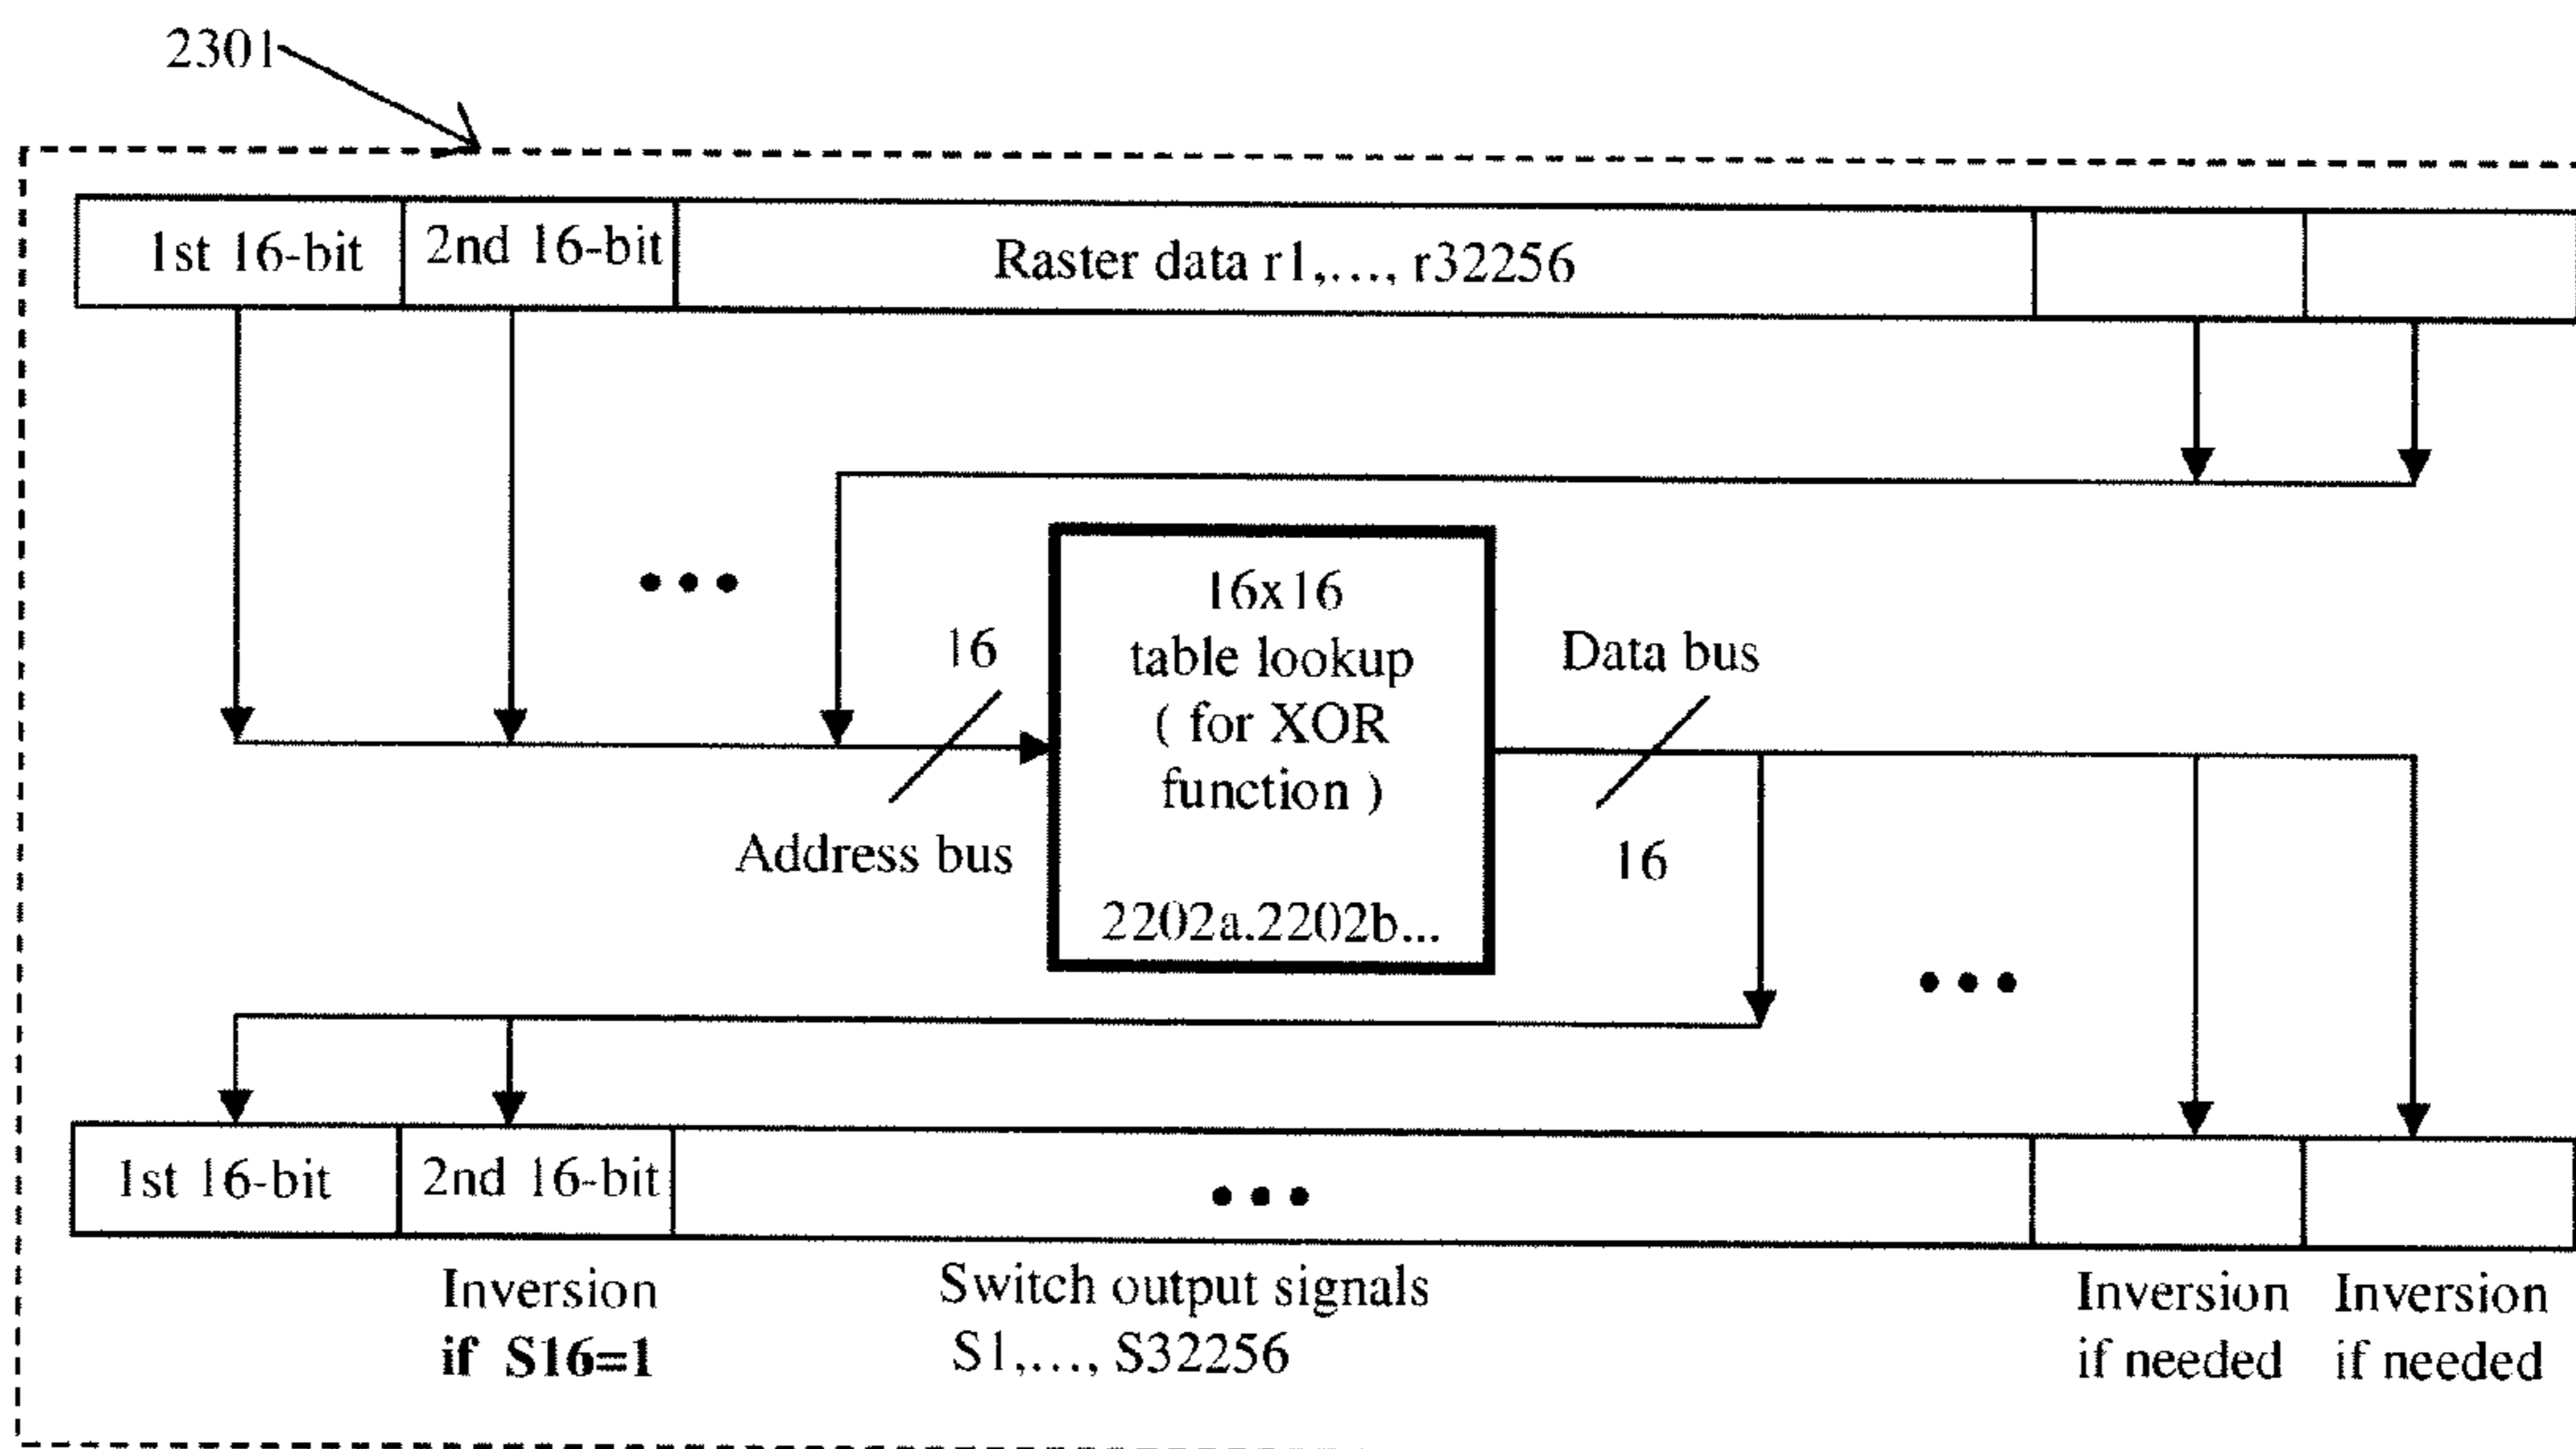 2301
1st 16-bit
2nd 16-bit
Raster data r1,..., r32256
16x16
table lookup
( for XOR
function )
2202a.2202b...
16
Address bus
Data bus
16
1st 16-bit
2nd 16-bit
Inversion
if S16=1
Switch output signals
S1,..., S32256
Inversion
if needed
Inversion
if needed